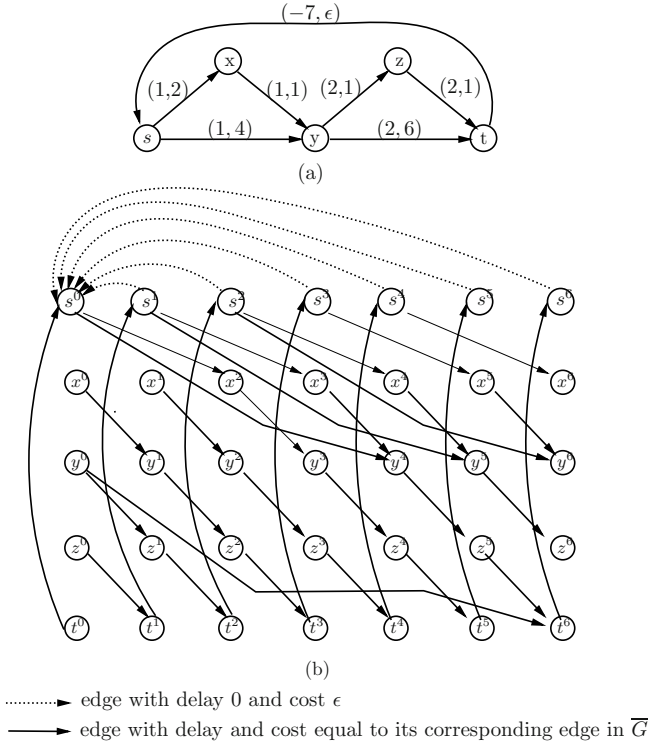 (−7, ϵ)
x z
(1,2) (1,1) (2,1) (2,1)
s (1, 4) y (2, 6) t
(a)
s⁰ s¹ s² s³ s⁴ s⁵ s⁶
x⁰ x¹ x² x³ x⁴ x⁵ x⁶
y⁰ y¹ y² y³ y⁴ y⁵ y⁶
z⁰ z¹ z² z³ z⁴ z⁵ z⁶
t⁰ t¹ t² t³ t⁴ t⁵ t⁶
(b)
edge with delay 0 and cost ϵ
edge with delay and cost equal to its corresponding edge in G̅